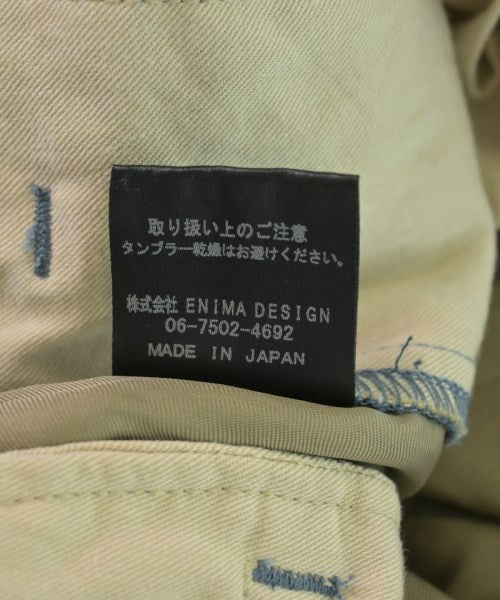 取り扱い上のご注意
タンブラー乾燥はお避けください。
株式会社 ENIMA DESIGN
06-7502-4692
MADE IN JAPAN